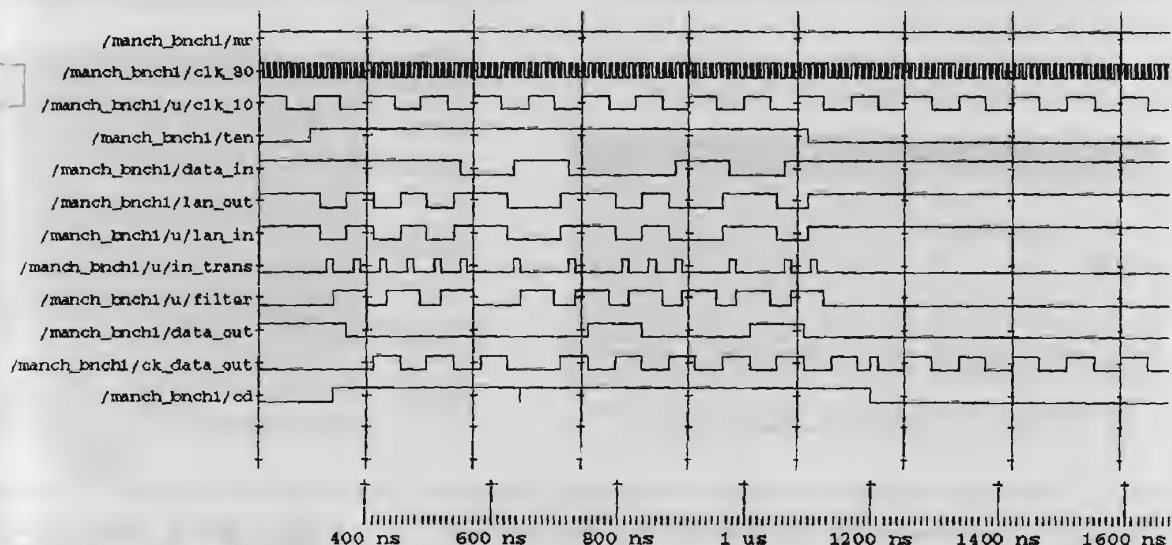 /manch_bnch1/mr
/manch_bnch1/clk_80
/manch_bnch1/u/clk_10
/manch_bnch1/ten
/manch_bnch1/data_in
/manch_bnch1/lan_out
/manch_bnch1/u/lan_in
/manch_bnch1/u/in_trans
/manch_bnch1/u/filter
/manch_bnch1/data_out
/manch_bnch1/ck_data_out
/manch_bnch1/cd
400 ns 600 ns 800 ns 1 us 1200 ns 1400 ns 1600 ns